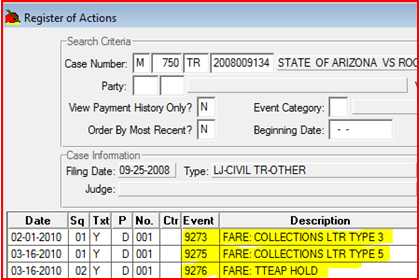 Register of Actions
Search Criteria
Case Number: M 750 TR 2008009134 STATE OF ARIZONA VS ROC
Party:
View Payment History Only? N Event Category:
Order By Most Recent? N Beginning Date: - -
Case Information
Filing Date: 09-25-2008 Type: LJ-CIVIL TR-OTHER
Judge:
Date Sq Txt P No. Ctr Event Description
02-01-2010 01 Y D 001 9273 FARE: COLLECTIONS LTR TYPE 3
03-16-2010 01 Y D 001 9275 FARE: COLLECTIONS LTR TYPE 5
03-16-2010 02 Y D 001 9276 FARE: TTEAP HOLD